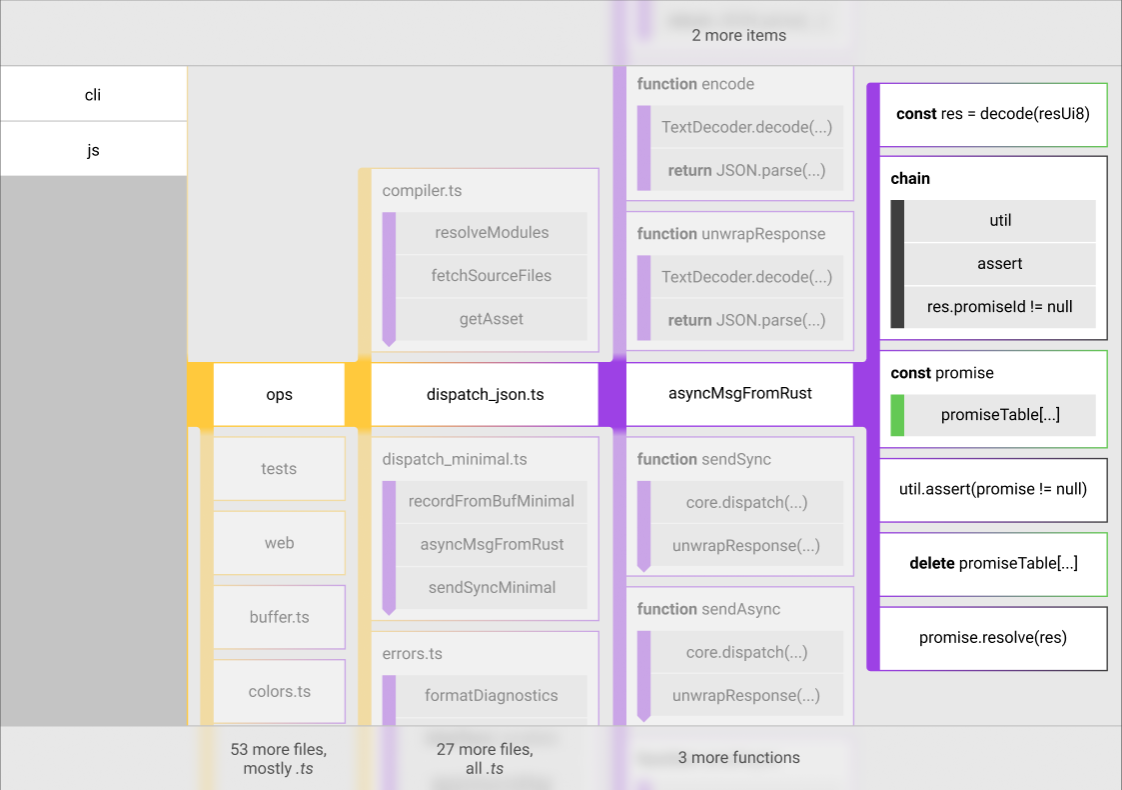 2 more items
cli
js
ops
tests
web
buffer.ts
colors.ts
53 more files,
mostly .ts
compiler.ts
resolveModules
fetchSourceFiles
getAsset
dispatch_json.ts
dispatch_minimal.ts
recordFromBufMinimal
asyncMsgFromRust
sendSyncMinimal
errors.ts
formatDiagnostics
27 more files,
all .ts
function encode
TextDecoder.decode(...)
return JSON.parse(...)
function unwrapResponse
TextDecoder.decode(...)
return JSON.parse(...)
asyncMsgFromRust
function sendSync
core.dispatch(...)
unwrapResponse(...)
function sendAsync
core.dispatch(...)
unwrapResponse(...)
3 more functions
const res = decode(resUi8)
chain
util
assert
res.promiseId != null
const promise
promiseTable[...]
util.assert(promise != null)
delete promiseTable[...]
promise.resolve(res)